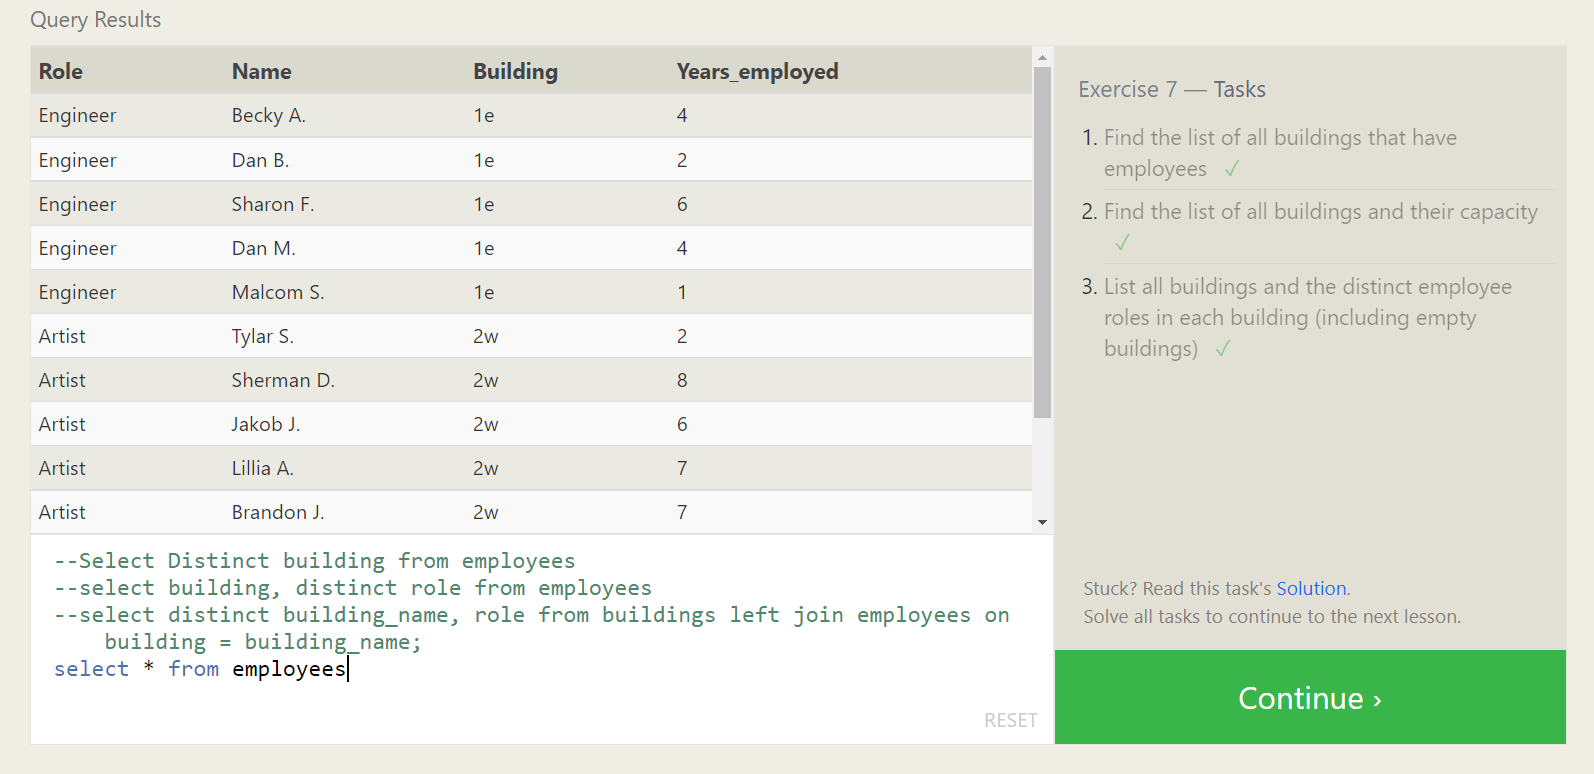 Query Results
Role Name Building Years_employed
Engineer Becky A. 1e 4
Engineer Dan B. 1e 2
Engineer Sharon F. 1e 6
Engineer Dan M. 1e 4
Engineer Malcom S. 1e 1
Artist Tylar S. 2w 2
Artist Sherman D. 2w 8
Artist Jakob J. 2w 6
Artist Lillia A. 2w 7
Artist Brandon J. 2w 7
--Select Distinct building from employees
--select building, distinct role from employees
--select distinct building_name, role from buildings left join employees on
building = building_name;
select * from employees
RESET
Exercise 7 — Tasks
1. Find the list of all buildings that have
employees ✓
2. Find the list of all buildings and their capacity
✓
3. List all buildings and the distinct employee
roles in each building (including empty
buildings) ✓
Stuck? Read this task's Solution.
Solve all tasks to continue to the next lesson.
Continue ›